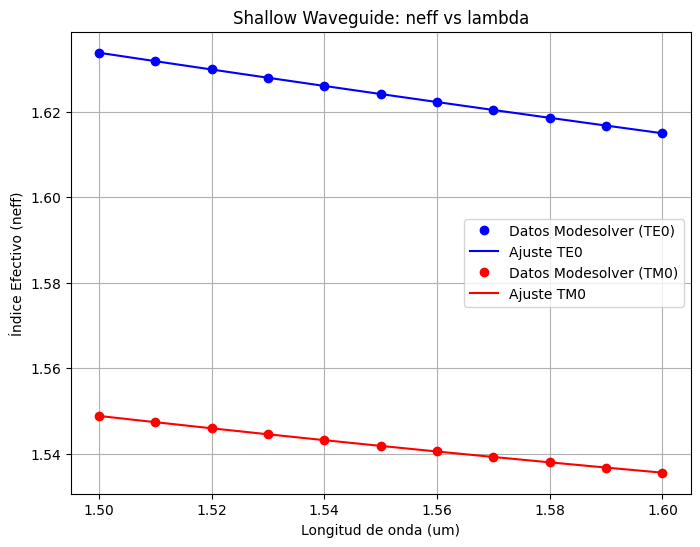 Shallow Waveguide: neff vs lambda
Índice Efectivo (neff)
1.62
1.60
1.58
1.56
1.54
Datos Modesolver (TE0)
Ajuste TE0
Datos Modesolver (TM0)
Ajuste TM0
1.50 1.52 1.54 1.56 1.58 1.60
Longitud de onda (um)